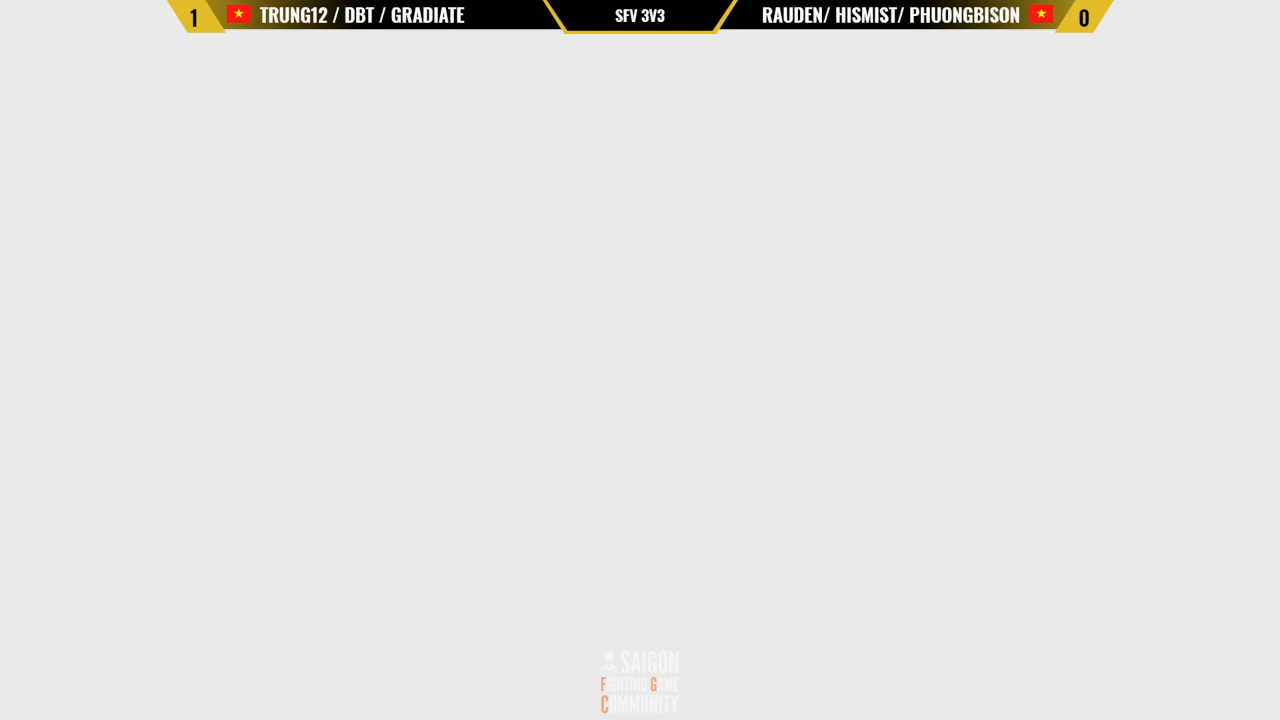 1
TRUNG12 / DBT / GRADIATE
SFV 3V3
RAUDEN/ HISMIST/ PHUONGBISON
0
SAIGON
FIGHTING GAME
COMMUNITY